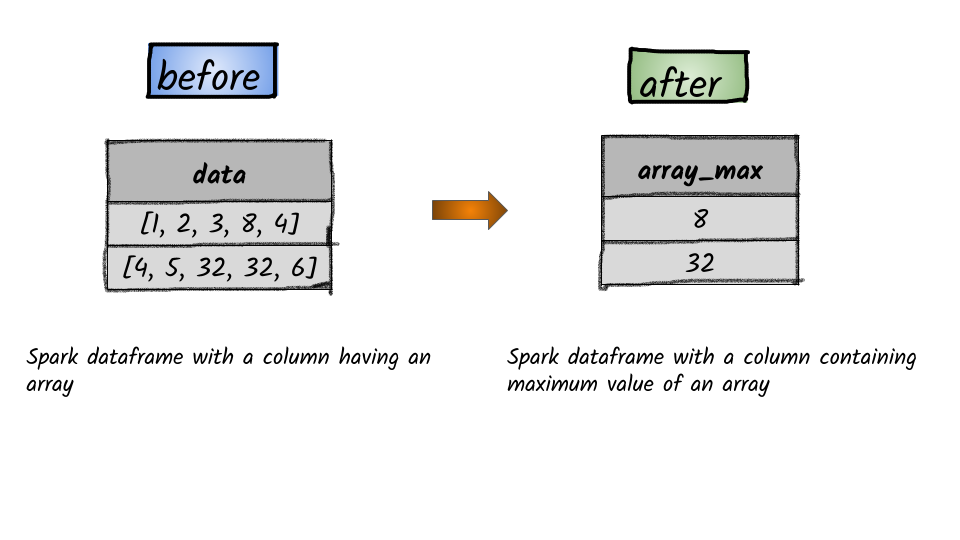 before
after
data
[1, 2, 3, 8, 4]
[4, 5, 32, 32, 6]
array_max
8
32
Spark dataframe with a column having an
array
Spark dataframe with a column containing
maximum value of an array